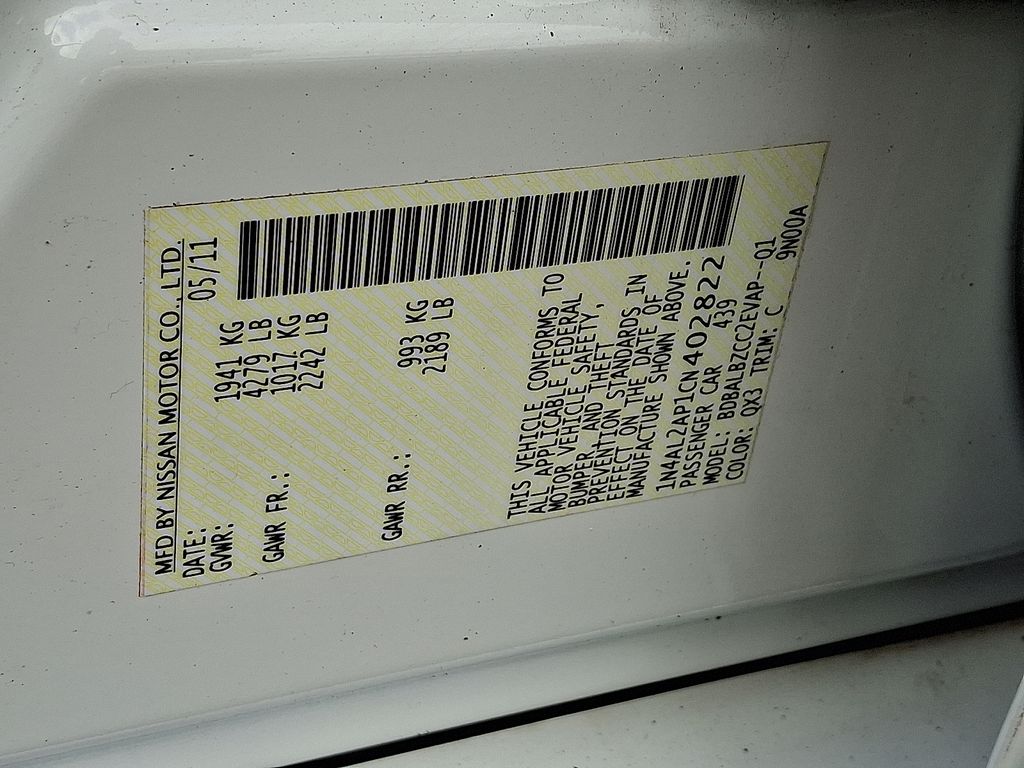 MFD BY NISSAN MOTOR CO., LTD.
DATE: 05/11
GVWR: 1941 KG
4279 LB
GAWR FR.: 1017 KG
2242 LB
GAWR RR.: 993 KG
2189 LB
THIS VEHICLE CONFORMS TO
ALL APPLICABLE FEDERAL
MOTOR VEHICLE SAFETY,
BUMPER, AND THEFT
PREVENTION STANDARDS IN
EFFECT ON THE DATE OF
MANUFACTURE SHOWN ABOVE.
1N4AL2AP1CN402822
PASSENGER CAR 439
MODEL: BDBALBZCC2EVAP--Q1
COLOR: QX3 TRIM: C 9N00A